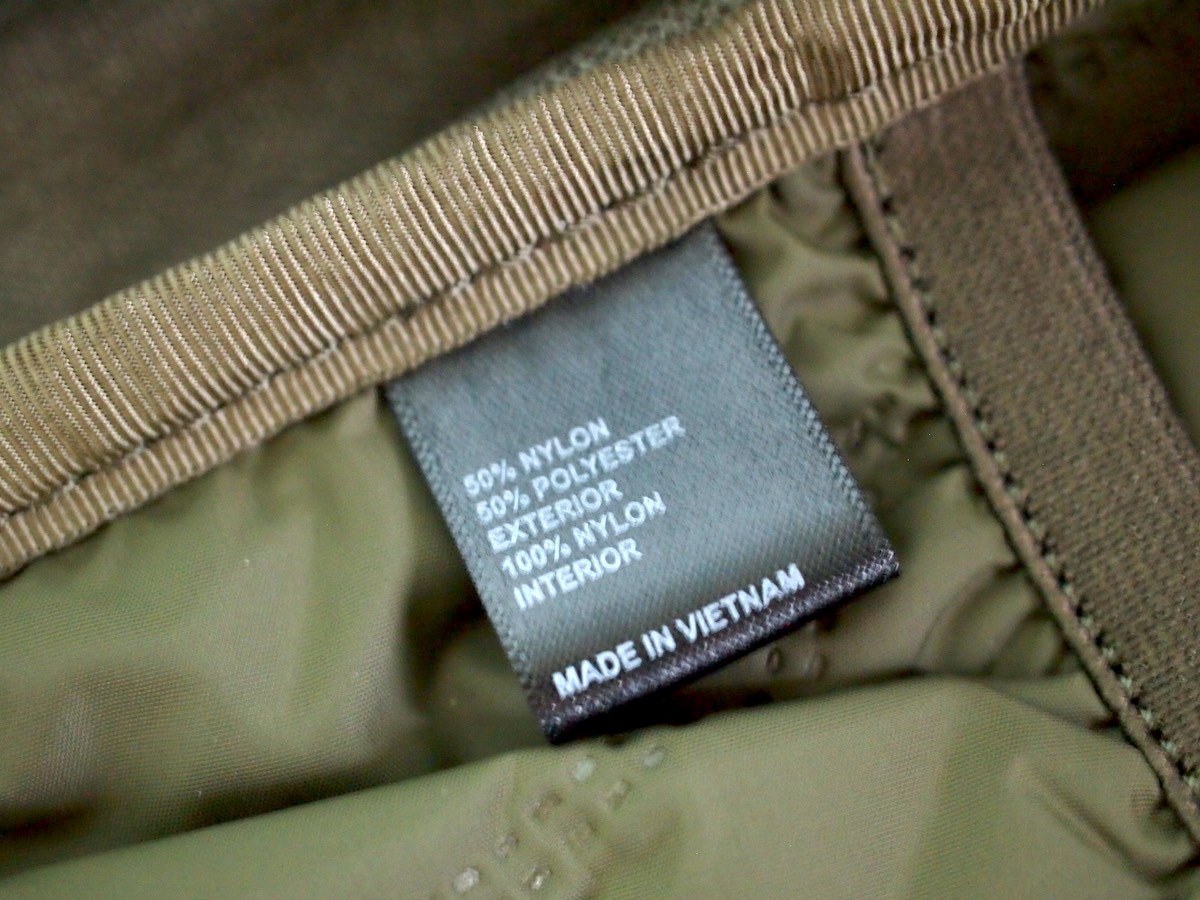 50% NYLON
50% POLYESTER
EXTERIOR
100% NYLON
INTERIOR
MADE IN VIETNAM